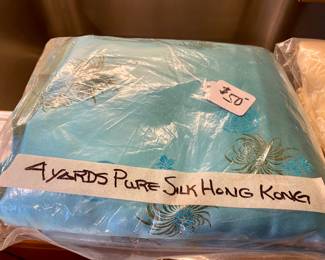 $50-
4 YARDS PURE SILK HONG KONG